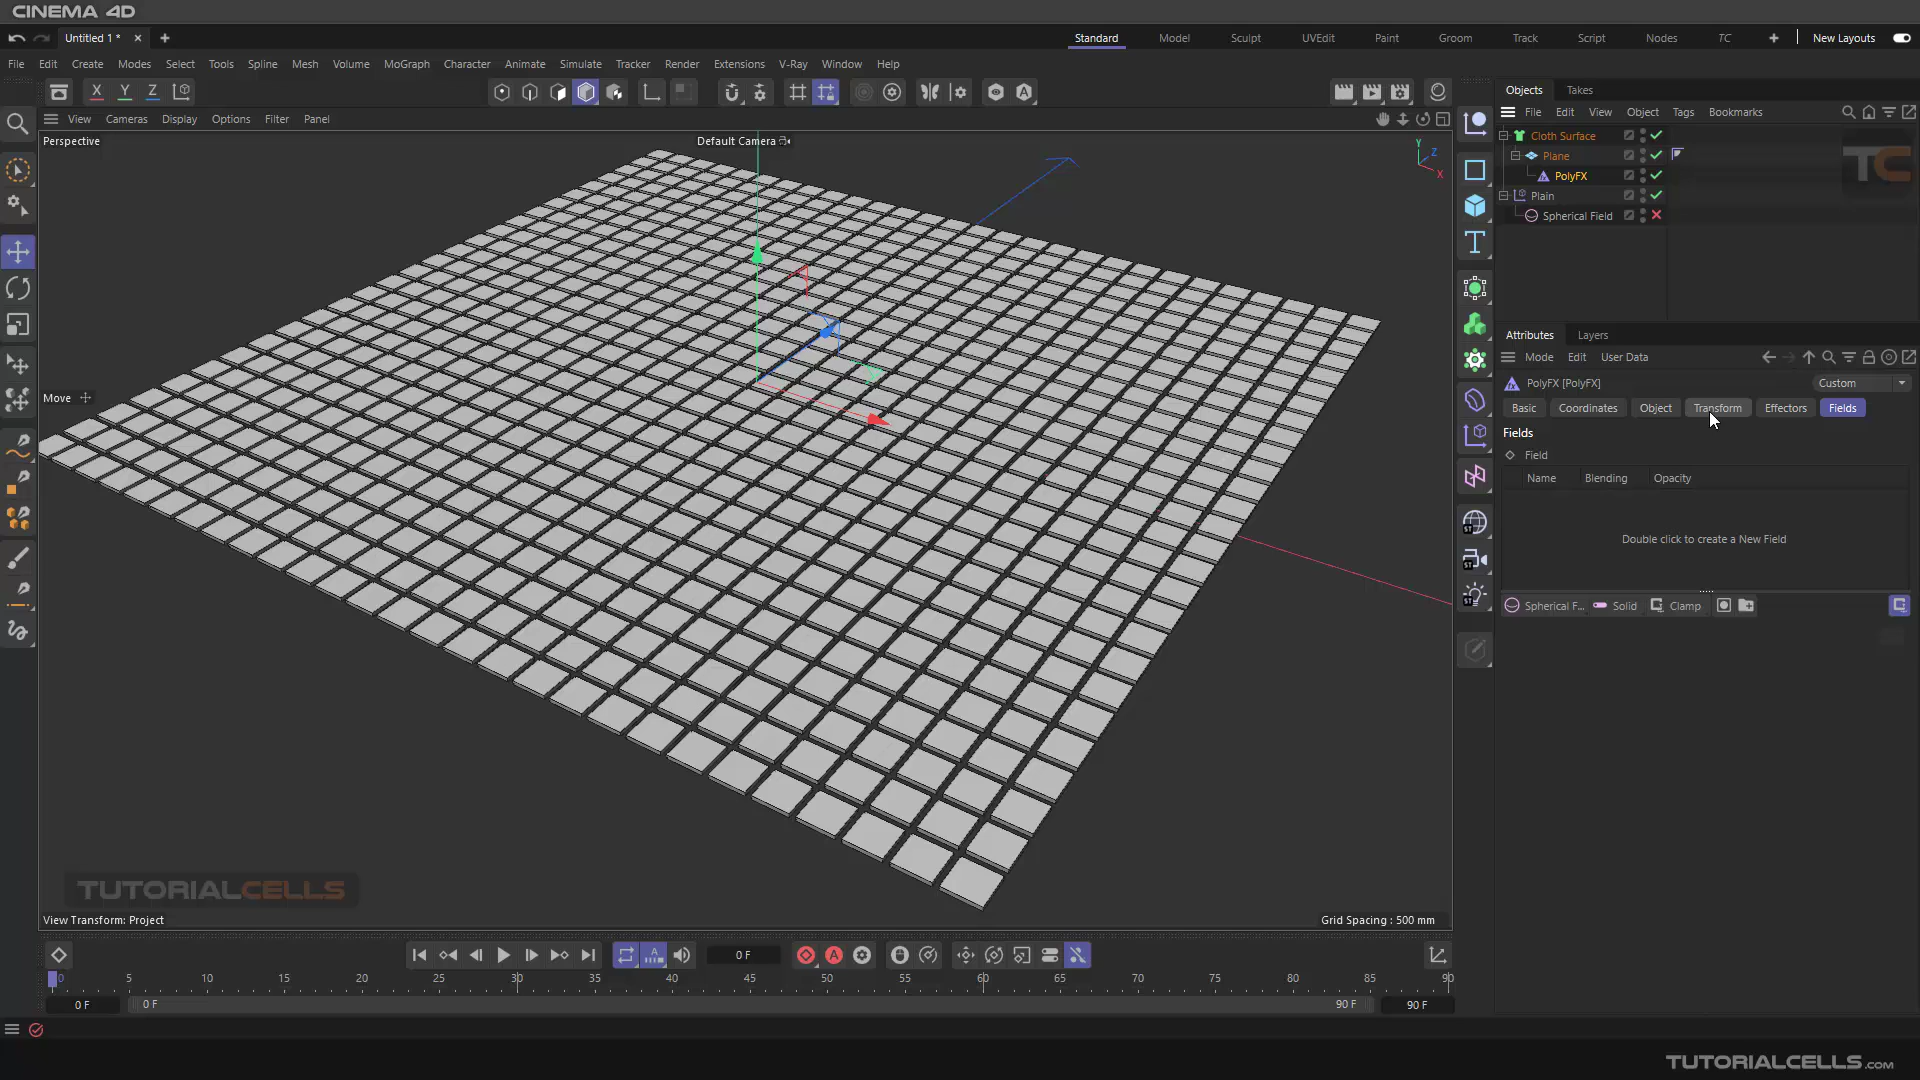 CINEMA 4D
Untitled 1 *
Standard Model Sculpt UVEdit Paint Groom Track Script Nodes TC New Layouts
File Edit Create Modes Select Tools Spline Mesh Volume MoGraph Character Animate Simulate Tracker Render Extensions V-Ray Window Help
X Y Z
Objects Takes
File Edit View Object Tags Bookmarks
View Cameras Display Options Filter Panel
Perspective
Default Camera
Cloth Surface
Plane
PolyFX
Plain
Spherical Field
TC
Y
Z
X
Attributes Layers
Mode Edit User Data
PolyFX [PolyFX]
Custom
Basic Coordinates Object Transform Effectors Fields
Fields
Field
Name Blending Opacity
Double click to create a New Field
Spherical F... Solid Clamp
Move
TUTORIALCELLS
View Transform: Project
Grid Spacing : 500 mm
0 F
0 5 10 15 20 25 30 35 40 45 50 55 60 65 70 75 80 85 90
0 F 0 F 90 F 90 F
TUTORIALCELLS.com